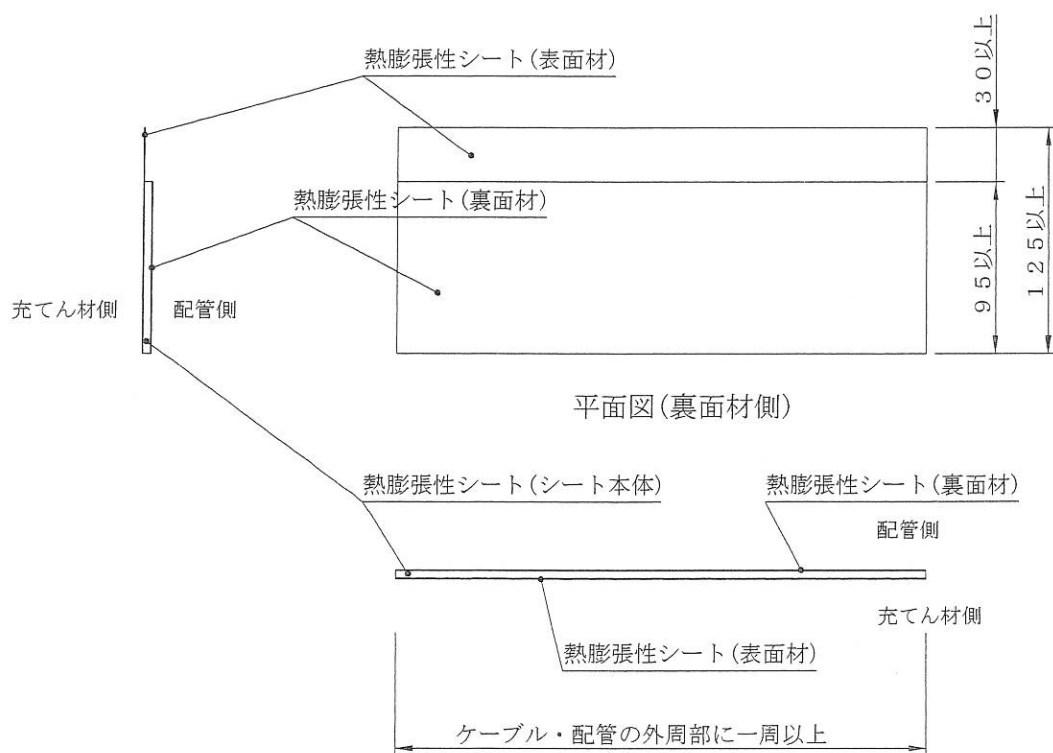 熱膨張性シート(表面材)
30以上
熱膨張性シート(裏面材)
95以上
125以上
充てん材側
配管側
平面図(裏面材側)
熱膨張性シート(シート本体)
熱膨張性シート(裏面材)
配管側
充てん材側
熱膨張性シート(表面材)
ケーブル・配管の外周部に一周以上